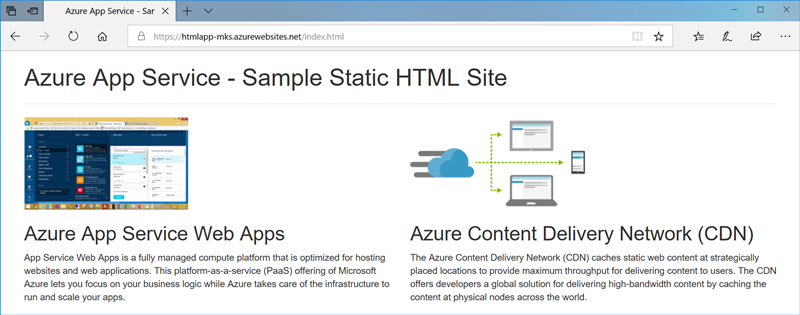 Azure App Service - Sar
https://htmlapp-mks.azurewebsites.net/index.html
Azure App Service - Sample Static HTML Site
Azure App Service Web Apps
App Service Web Apps is a fully managed compute platform that is optimized for hosting
websites and web applications. This platform-as-a-service (PaaS) offering of Microsoft
Azure lets you focus on your business logic while Azure takes care of the infrastructure to
run and scale your apps.
Azure Content Delivery Network (CDN)
The Azure Content Delivery Network (CDN) caches static web content at strategically
placed locations to provide maximum throughput for delivering content to users. The CDN
offers developers a global solution for delivering high-bandwidth content by caching the
content at physical nodes across the world.